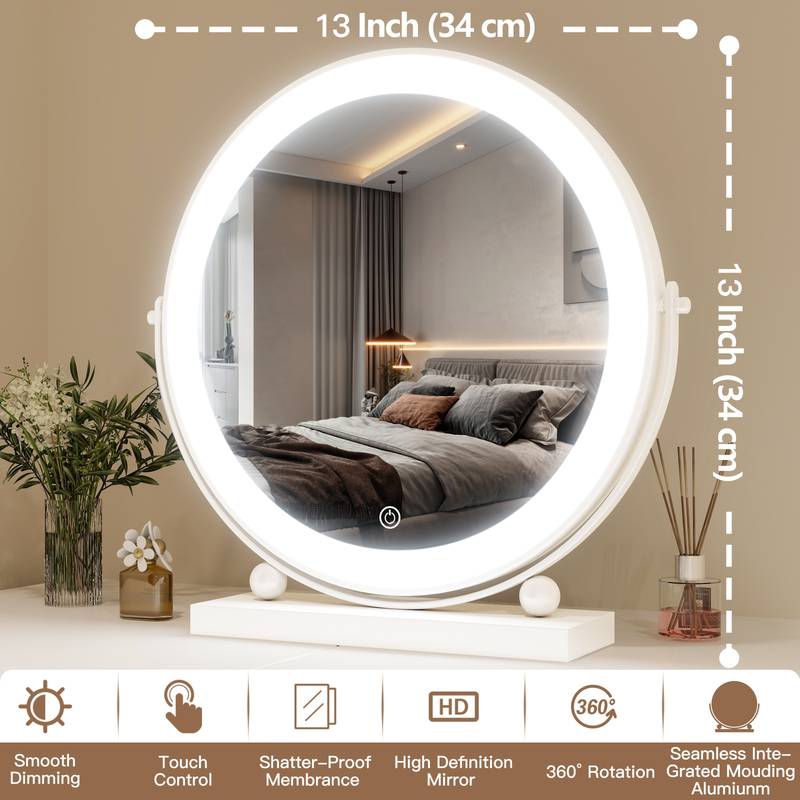 13 Inch (34 cm)
13 Inch (34 cm)
HD
360°
Smooth
Dimming
Touch
Control
Shatter-Proof
Membrance
High Definition
Mirror
360° Rotation
Seamless Inte-
Grated Mouding
Alumiunm